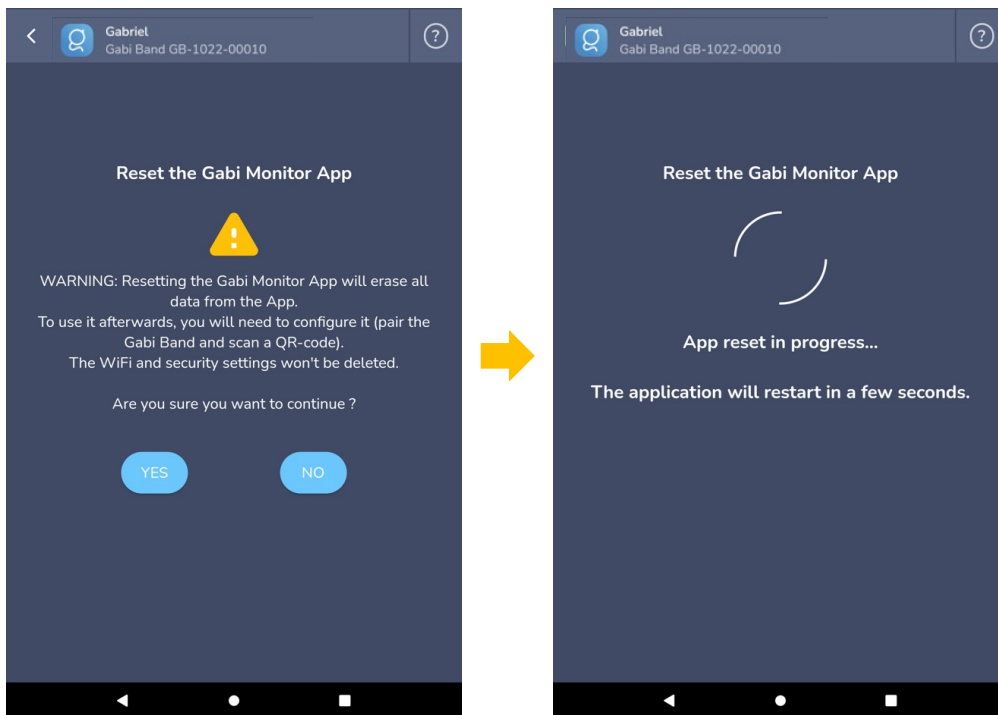 Gabriel
Gabi Band GB-1022-00010
?
Reset the Gabi Monitor App
WARNING: Resetting the Gabi Monitor App will erase all
data from the App.
To use it afterwards, you will need to configure it (pair the
Gabi Band and scan a QR-code).
The WiFi and security settings won't be deleted.
Are you sure you want to continue ?
YES
NO
Gabriel
Gabi Band GB-1022-00010
?
Reset the Gabi Monitor App
App reset in progress...
The application will restart in a few seconds.